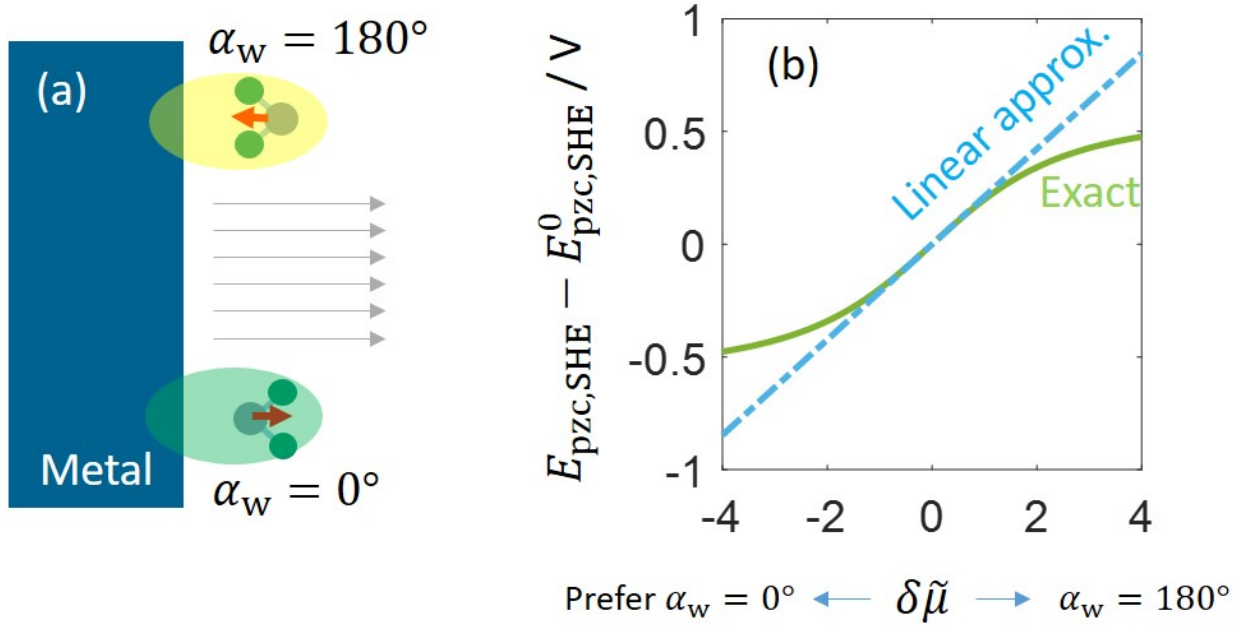 (a)
α_w = 180°
Metal
α_w = 0°
(b)
E_pzc,SHE − E^0_pzc,SHE / V
1
0.5
0
-0.5
-1
Linear approx.
Exact
-4 -2 0 2 4
Prefer α_w = 0° ← δμ̃ → α_w = 180°